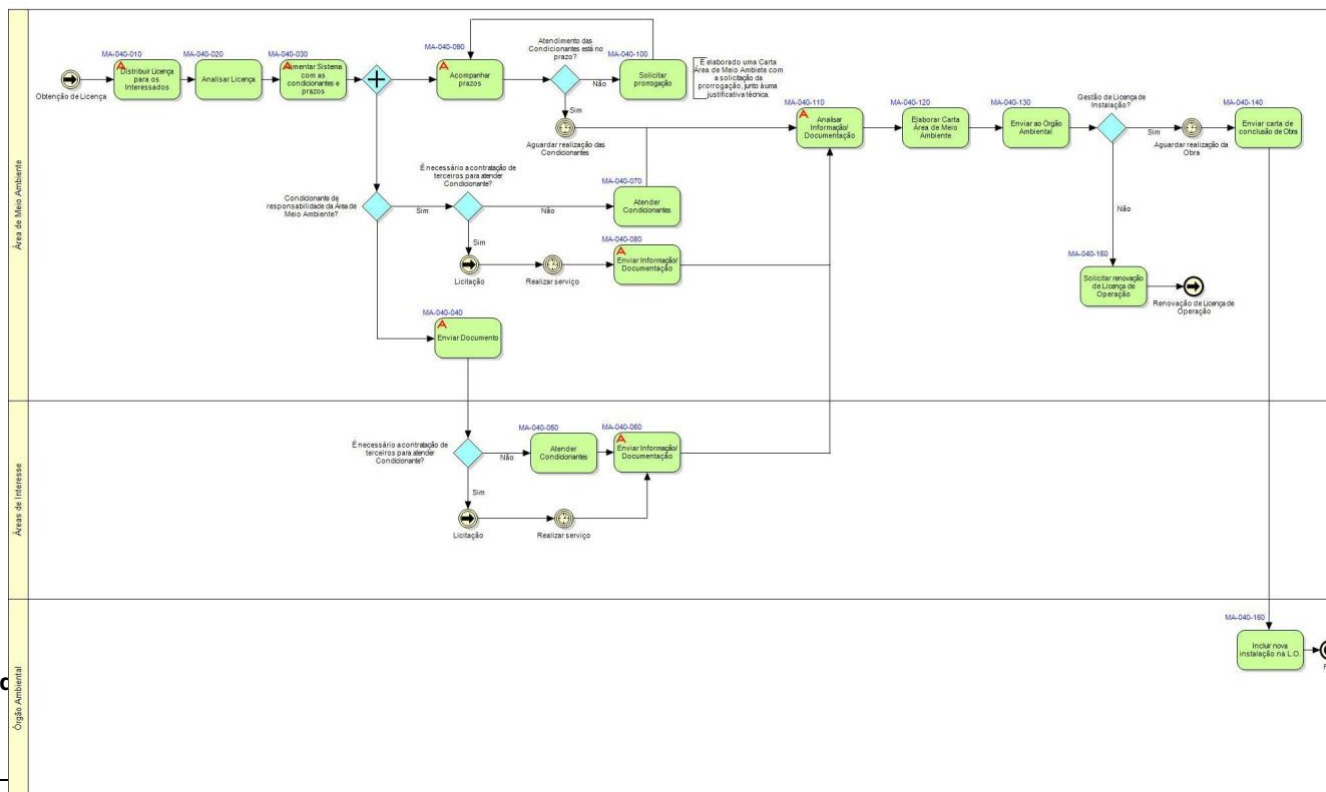 MA-040-010
Distribuir Licença
para os
Interessados
Obtenção de Licença
MA-040-020
Analisar Licença
MA-040-030
Alimentar Sistema
com as
condicionantes e
prazos
MA-040-090
Acompanhar
prazos
Atendimento das
Condicionantes está no
prazo?
Não
Sim
MA-040-100
Solicitar
prorrogação
É elaborado uma Carta
Área de Meio Ambiete com
a solicitação da
prorrogação, junto à uma
justificativa técnica.
Aguardar realização das
Condicionantes
MA-040-110
Analisar
Informação/
Documentação
MA-040-120
Elaborar Carta
Área de Meio
Ambiente
MA-040-130
Enviar ao Órgão
Ambiental
Gestão de Licença de
Instalação?
Sim
Não
Aguardar realização da
Obra
MA-040-140
Enviar carta de
conclusão de Obra
Área de Meio Ambiente
Condicionante de
responsabilidade da Área de
Meio Ambiente?
Sim
É necessário a contratação de
terceiros para atender
Condicionante?
Não
Sim
MA-040-070
Atender
Condicionantes
Licitação
Realizar serviço
MA-040-080
Enviar Informação/
Documentação
MA-040-160
Solicitar renovação
de Licença de
Operação
Renovação de Licença de
Operação
MA-040-040
Enviar Documento
Áreas de Interesse
É necessário a contratação de
terceiros para atender
Condicionante?
Não
Sim
MA-040-050
Atender
Condicionantes
MA-040-060
Enviar Informação/
Documentação
Licitação
Realizar serviço
Órgão Ambiental
MA-040-150
Incluir nova
instalação na L.O.